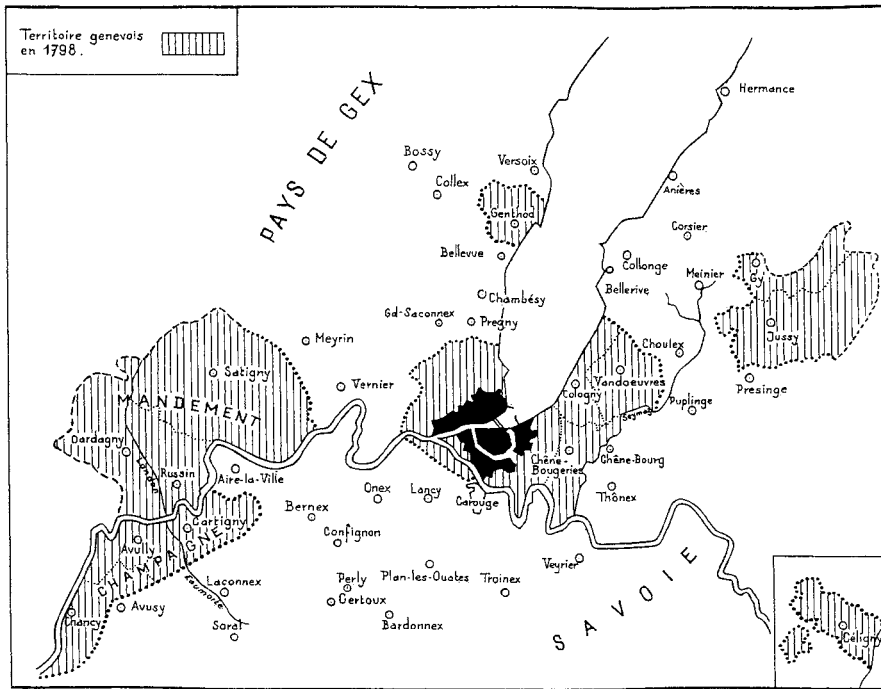 Territoire genevois
en 1798.
PAYS DE GEX
Hermance
Bossy
Versoix
Collex
Anières
Genthod
Corsier
Bellevue
Collonge
Bellerive
Meinier
Gy
Chambésy
Gd-Saconnex
Pregny
Jussy
Meyrin
Choulex
Satigny
Vernier
Cologny
Vandoeuvres
Presinge
MANDEMENT
Puplinge
Seymaz
Dardagny
London
Chêne-
Bougeries
Chêne-Bourg
Russin
Aire-la-Ville
Onex
Lancy
Carouge
Thônex
Bernex
Cartigny
Confignon
Avully
CHAMPAGNE
Veyrier
Plan-les-Ouates
Troinex
Laconnex
Perly
Certoux
Eaumorte
Chancy
Avusy
Bardonnex
Soral
SAVOIE
Céligny